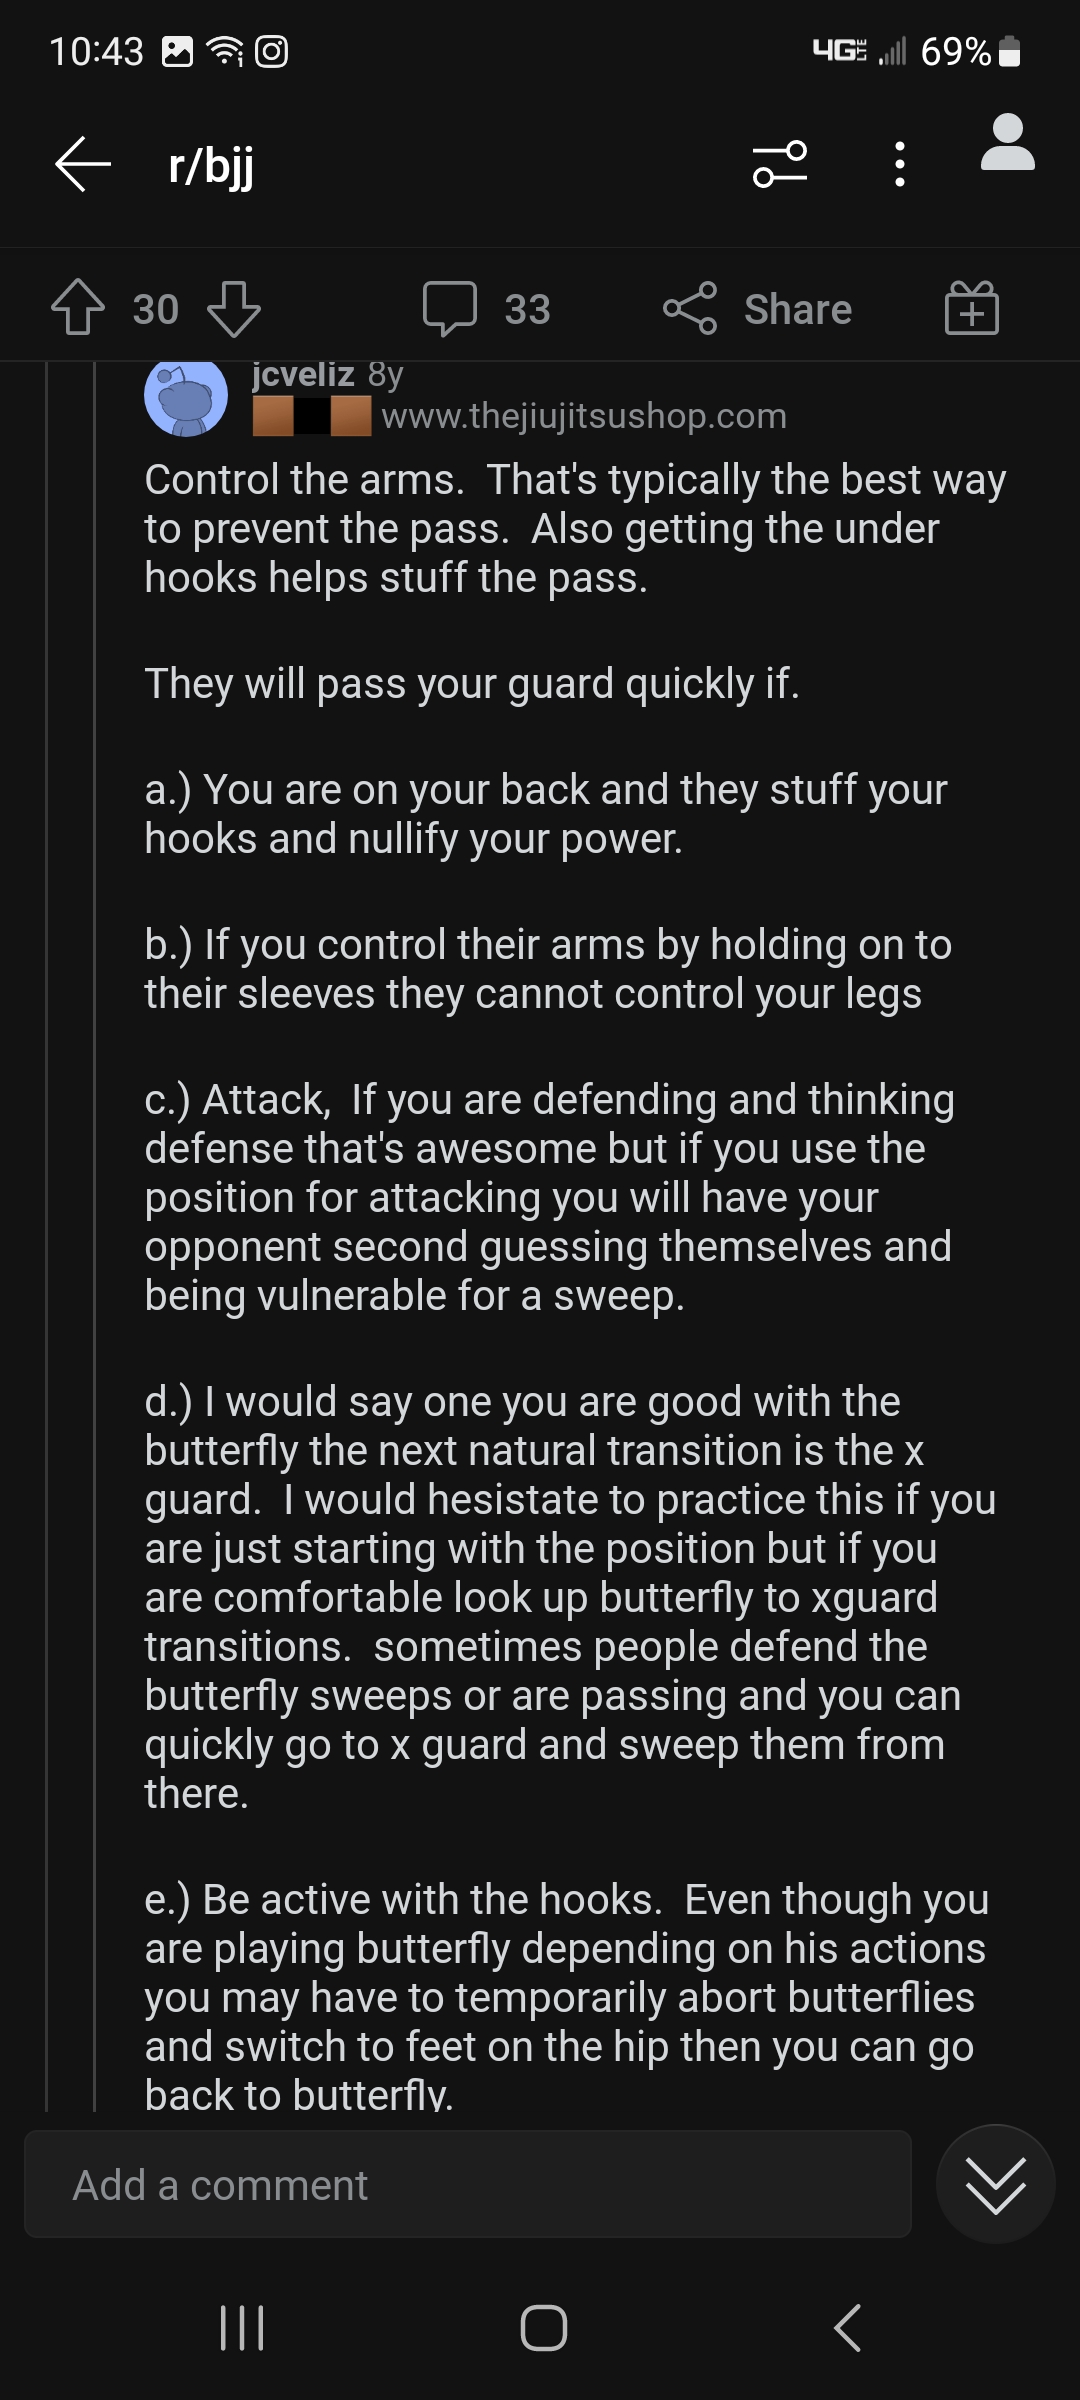 10:43 4G LTE 69%
r/bjj
30 33 Share
jcveliz 8y
www.thejiujitsushop.com
Control the arms.  That's typically the best way
to prevent the pass.  Also getting the under
hooks helps stuff the pass.
They will pass your guard quickly if.
a.) You are on your back and they stuff your
hooks and nullify your power.
b.) If you control their arms by holding on to
their sleeves they cannot control your legs
c.) Attack,  If you are defending and thinking
defense that's awesome but if you use the
position for attacking you will have your
opponent second guessing themselves and
being vulnerable for a sweep.
d.) I would say one you are good with the
butterfly the next natural transition is the x
guard.  I would hesistate to practice this if you
are just starting with the position but if you
are comfortable look up butterfly to xguard
transitions.  sometimes people defend the
butterfly sweeps or are passing and you can
quickly go to x guard and sweep them from
there.
e.) Be active with the hooks.  Even though you
are playing butterfly depending on his actions
you may have to temporarily abort butterflies
and switch to feet on the hip then you can go
back to butterfly.
Add a comment